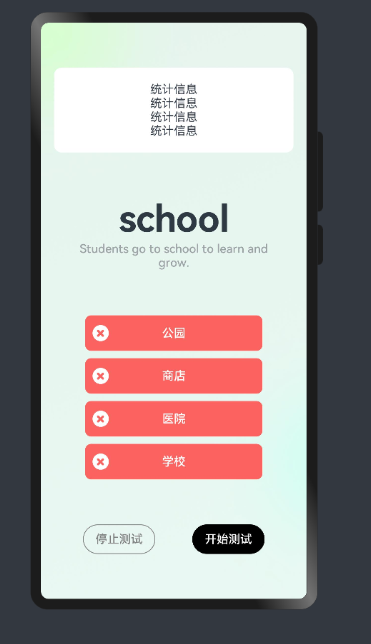 统计信息
统计信息
统计信息
统计信息
school
Students go to school to learn and
grow.
公园
商店
医院
学校
停止测试 开始测试